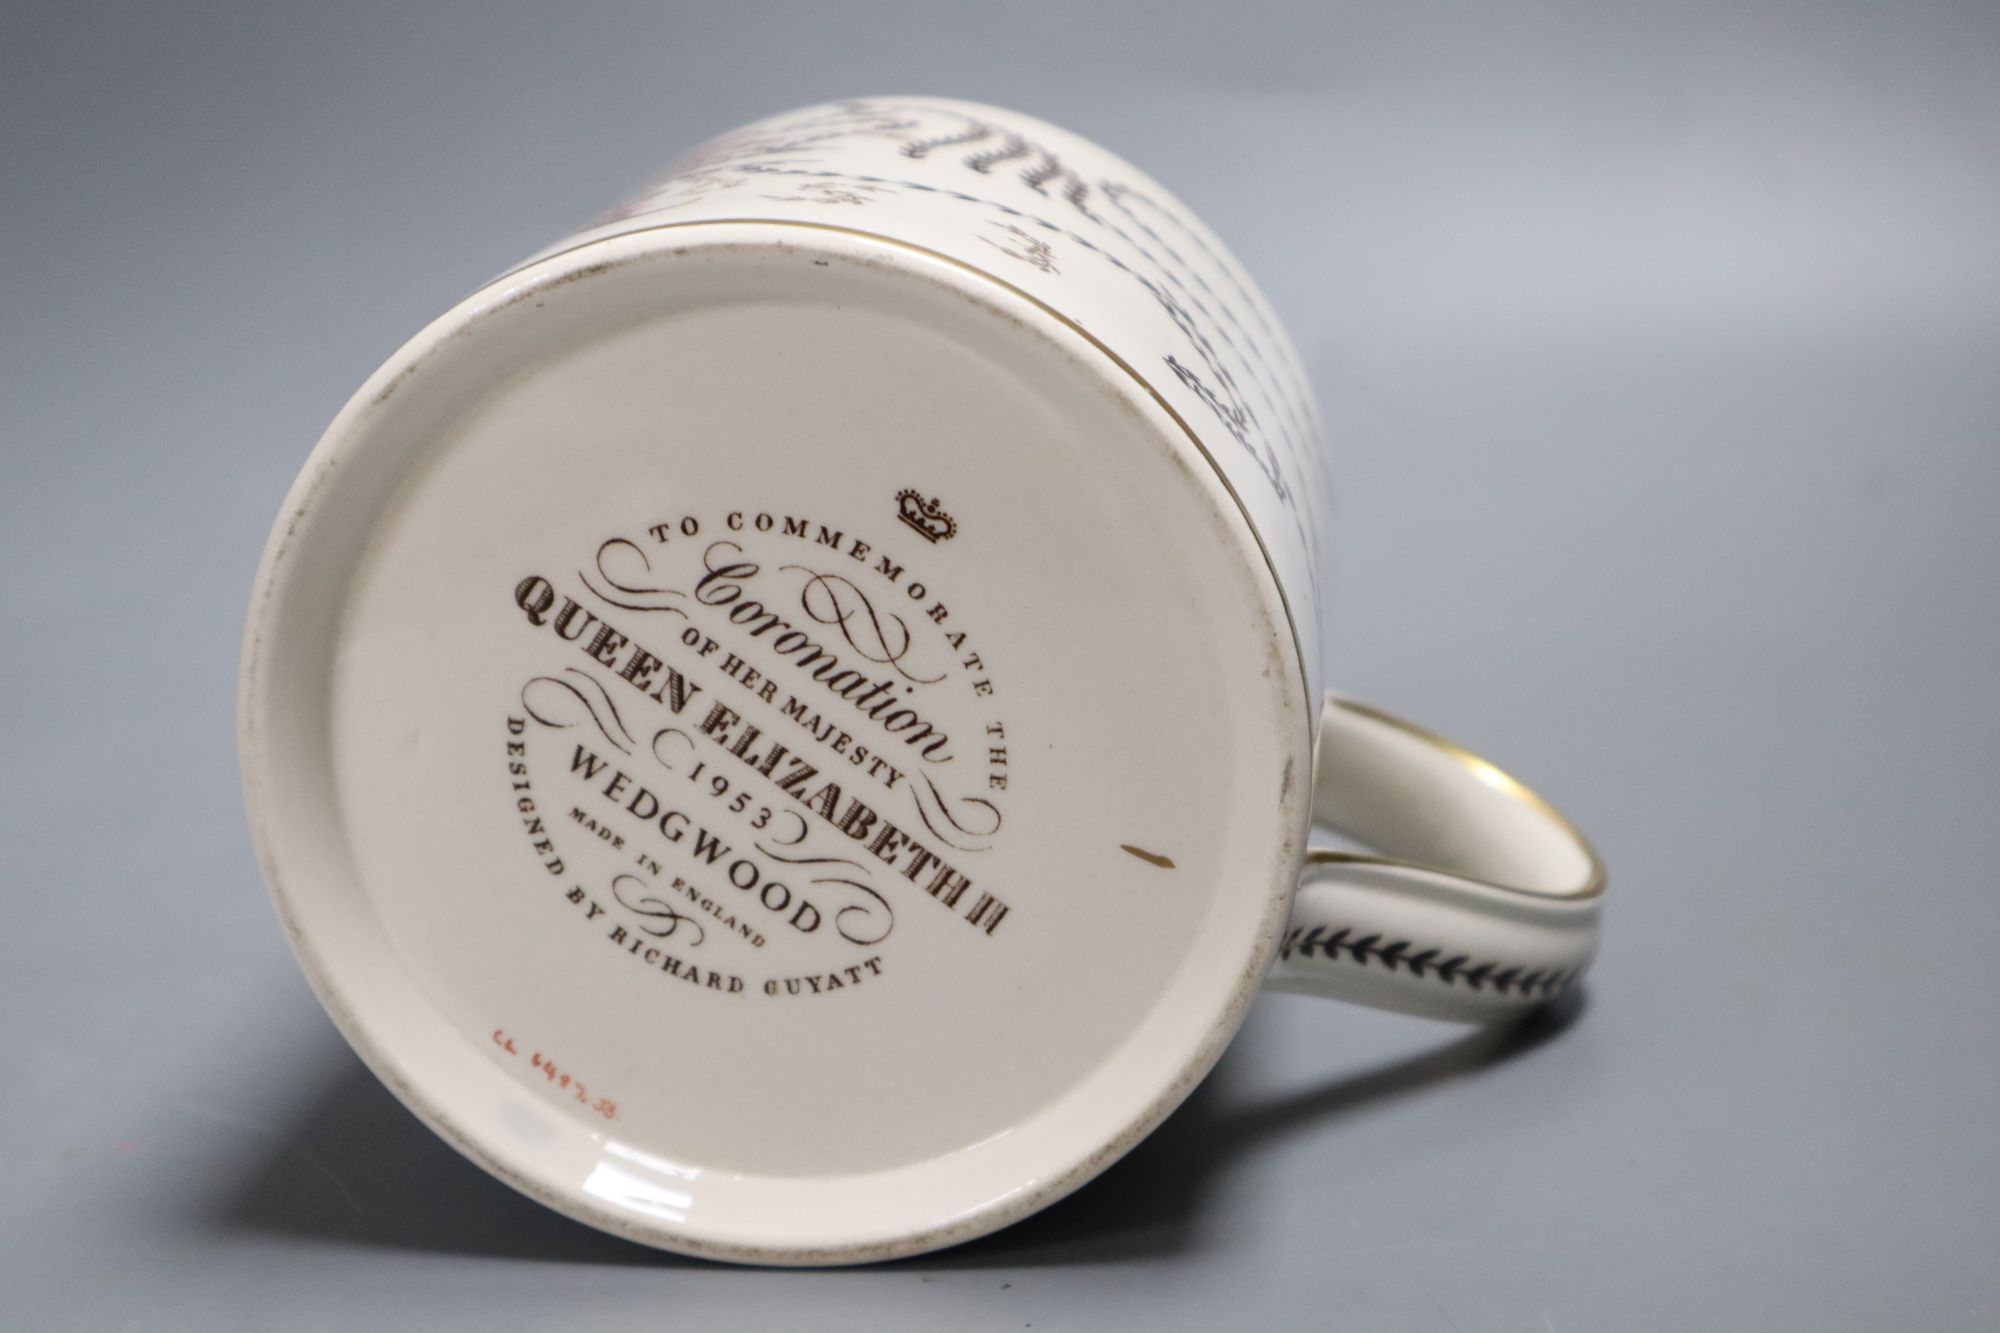 TO COMMEMORATE THE
Coronation
OF HER MAJESTY
QUEEN ELIZABETH II
1953
WEDGWOOD
MADE IN ENGLAND
DESIGNED BY RICHARD GUYATT